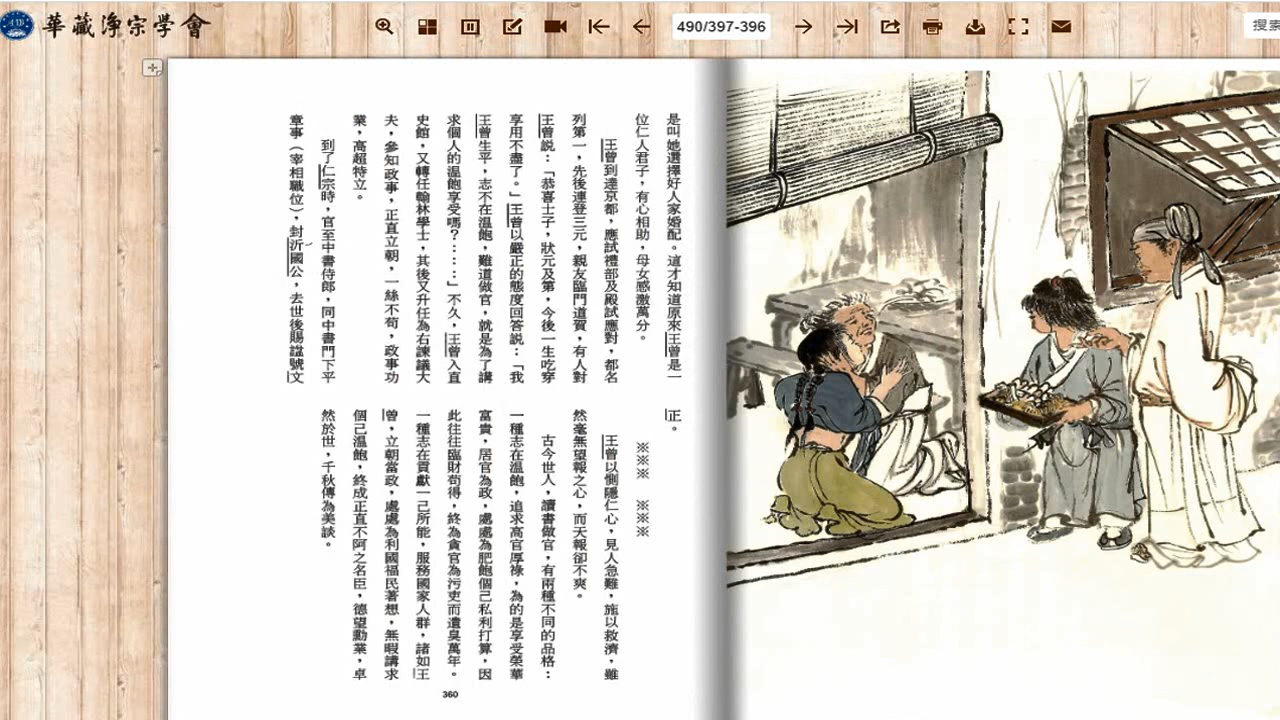 華藏淨宗學會
490/397-396
搜索
是叫她選擇好人家婚配。這才知道原來王曾是一
位仁人君子，有心相助，母女感激萬分。
王曾到達京都，應試禮部及殿試應對，都名
列第一，先後連登三元，親友臨門道賀，有人對
王曾說：「恭喜士子，狀元及第，今後一生吃穿
享用不盡了。」王曾以嚴正的態度回答說：「我
王曾生平，志不在溫飽，難道做官，就是為了講
求個人的溫飽享受嗎？……」不久，王曾入直
史館，又轉任翰林學士，其後又升任為右諫議大
夫，參知政事，正直立朝，一絲不苟，政事功
業，高超特立。
到了仁宗時，官至中書侍郎，同中書門下平
章事（宰相職位），封沂國公，去世後賜諡號文
正。
※※※　※※※
王曾以惻隱仁心，見人急難，施以救濟，雖
然毫無望報之心，而天報卻不爽。
古今世人，讀書做官，有兩種不同的品格：
一種志在溫飽，追求高官厚祿，為的是享受榮華
富貴，居官為政，處處為肥飽個己私利打算，因
此往往臨財苟得，終為貪官為污吏而遺臭萬年。
一種志在貢獻一己所能，服務國家人群，諸如王
曾，立朝當政，處處為利國福民著想，無暇講求
個己溫飽，終成正直不阿之名臣，德望勳業，卓
然於世，千秋傳為美談。
360